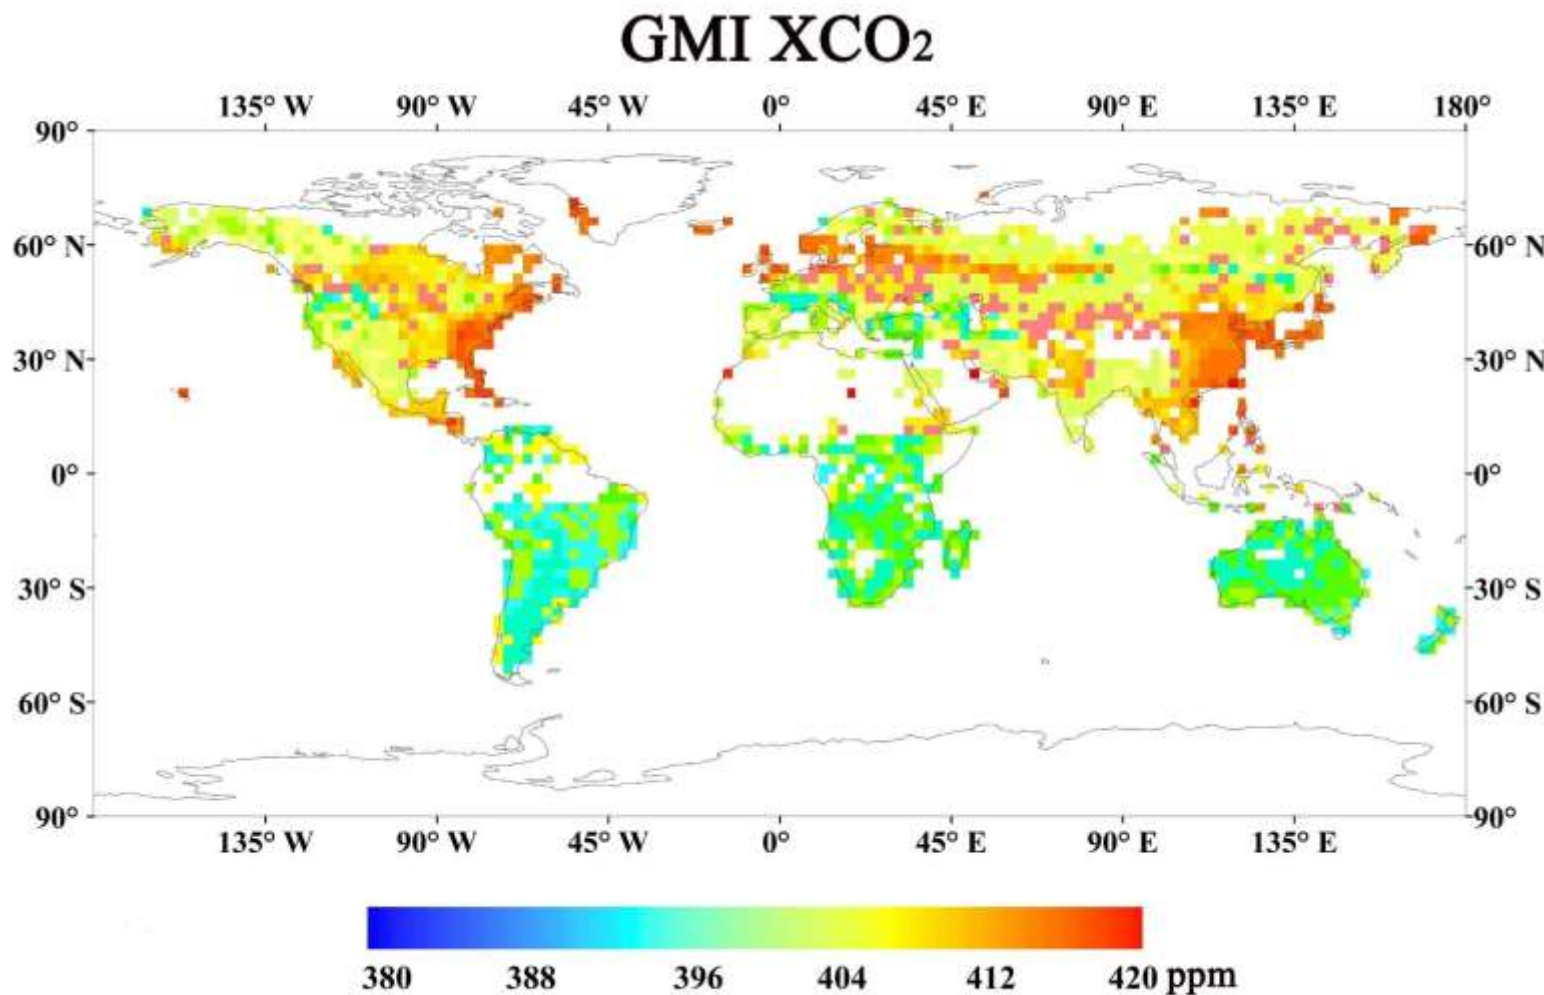 GMI XCO₂
135° W 90° W 45° W 0° 45° E 90° E 135° E 180°
90°
60° N 60° N
30° N 30° N
0° 0°
30° S 30° S
60° S 60° S
90° 90°
135° W 90° W 45° W 0° 45° E 90° E 135° E
380 388 396 404 412 420 ppm